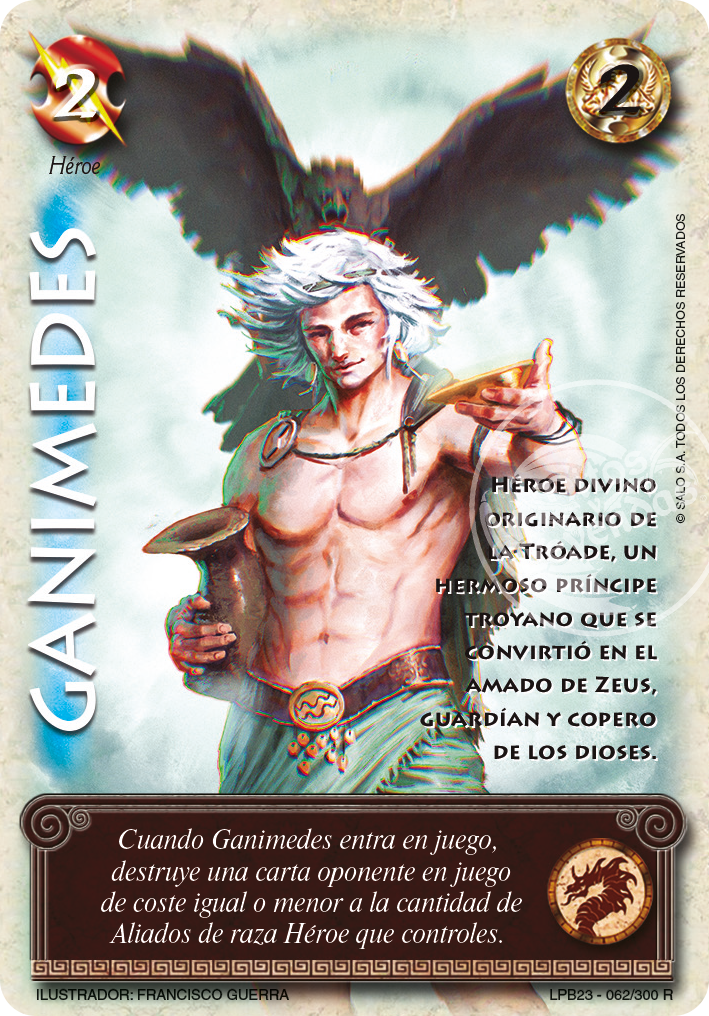 2
2
Héroe
GANIMEDES
© SALO S.A. TODOS LOS DERECHOS RESERVADOS
HÉROE DIVINO
ORIGINARIO DE
LA TRÓADE, UN
HERMOSO PRÍNCIPE
TROYANO QUE SE
CONVIRTIÓ EN EL
AMADO DE ZEUS,
GUARDÍAN Y COPERO
DE LOS DIOSES.
Cuando Ganimedes entra en juego,
destruye una carta oponente en juego
de coste igual o menor a la cantidad de
Aliados de raza Héroe que controles.
ILUSTRADOR: FRANCISCO GUERRA
LPB23 - 062/300 R